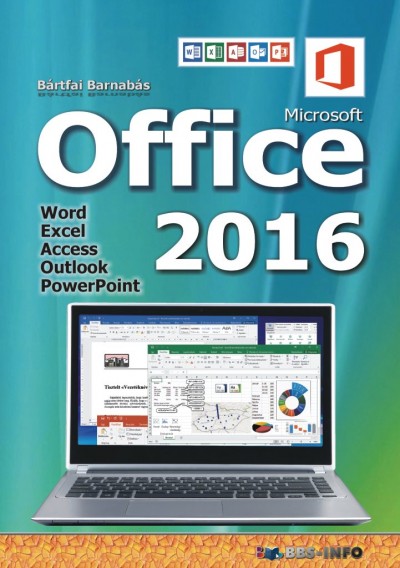 W X A O P
Bártfai Barnabás
Microsoft
Office
2016
Word
Excel
Access
Outlook
PowerPoint
BBS-INFO